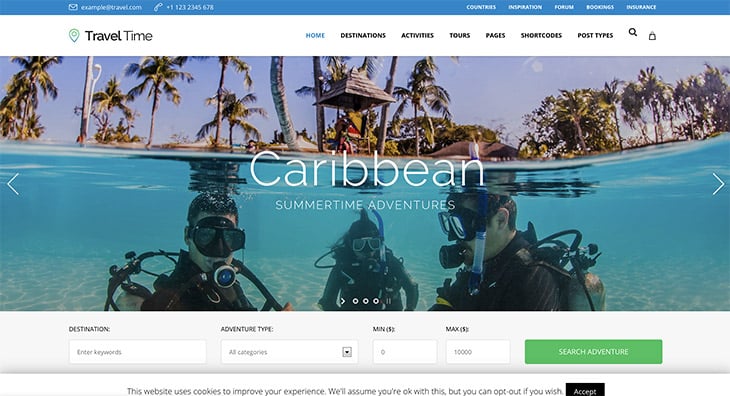 example@travel.com +1 123 2345 678 COUNTRIES INSPIRATION FORUM BOOKINGS INSURANCE
Travel Time HOME DESTINATIONS ACTIVITIES TOURS PAGES SHORTCODES POST TYPES
Caribbean
SUMMERTIME ADVENTURES
DESTINATION: ADVENTURE TYPE: MIN ($): MAX ($):
Enter keywords All categories 0 10000 SEARCH ADVENTURE
This website uses cookies to improve your experience. We'll assume you're ok with this, but you can opt-out if you wish. Accept